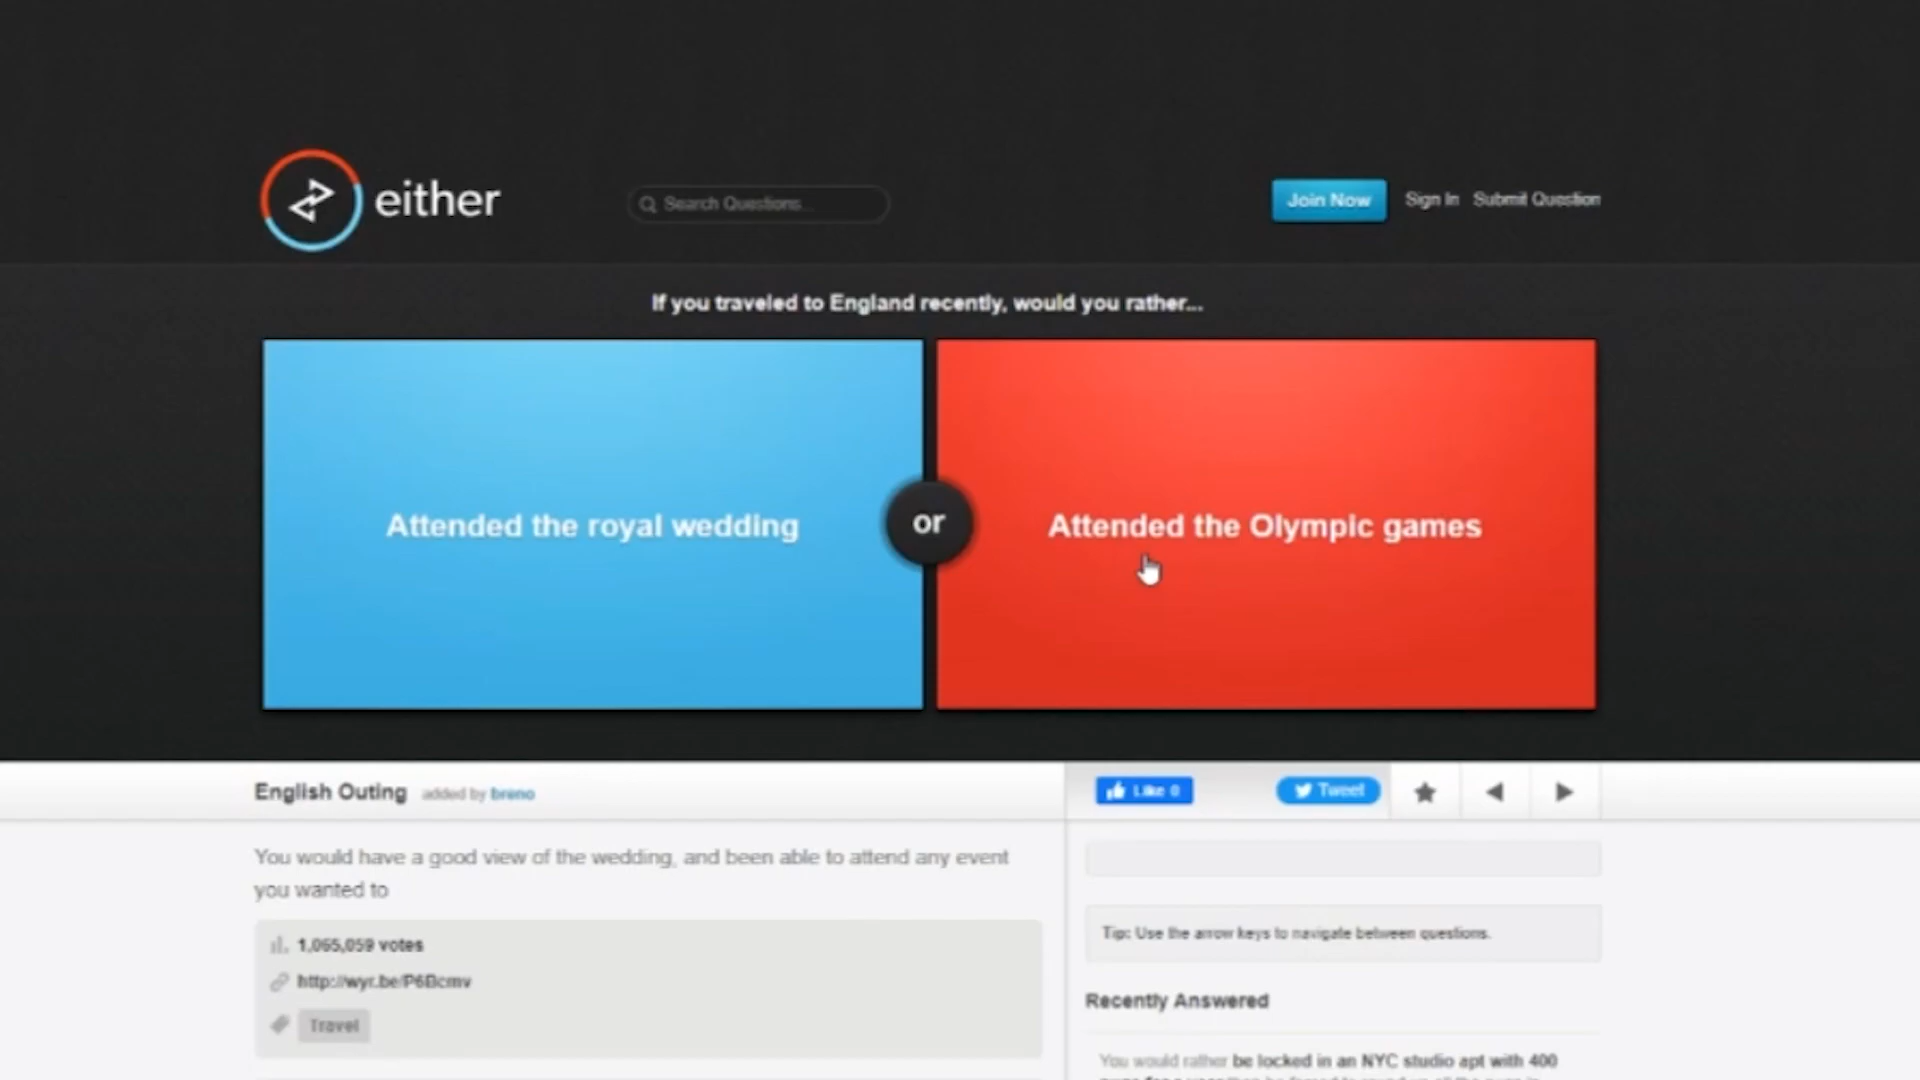 either
Search Questions...
Join Now
Sign In
Submit Question
If you traveled to England recently, would you rather...
Attended the royal wedding
or
Attended the Olympic games
English Outing added by breno
Like 0
Tweet
You would have a good view of the wedding, and been able to attend any event
you wanted to
1,065,059 votes
http://wyr.be/P6Bcmv
Travel
Tip: Use the arrow keys to navigate between questions.
Recently Answered
You would rather be locked in an NYC studio apt with 400